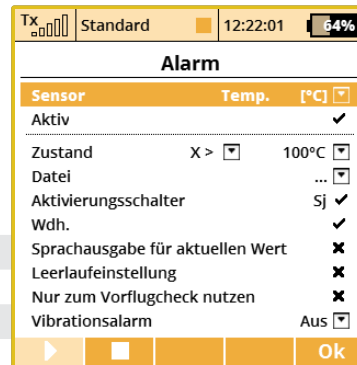 Tx Standard 12:22:01 64%
Alarm
Sensor Temp. [°C]
Aktiv
Zustand X > 100°C
Datei ...
Aktivierungsschalter Sj
Wdh.
Sprachausgabe für aktuellen Wert
Leerlaufeinstellung
Nur zum Vorflugcheck nutzen
Vibrationsalarm Aus
Ok